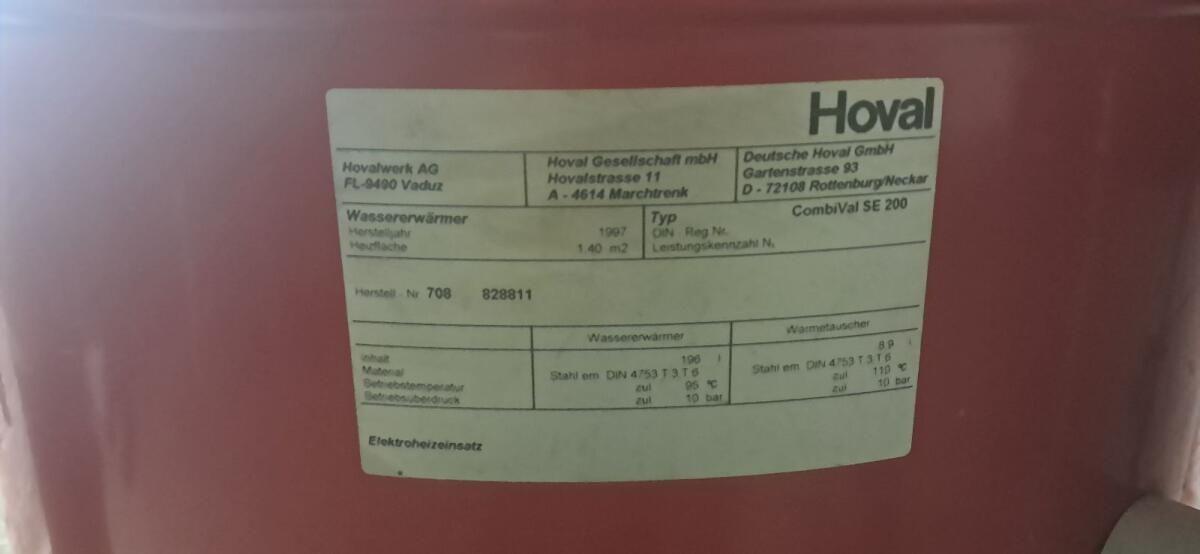 Hoval
Hovalwerk AG
FL-9490 Vaduz
Hoval Gesellschaft mbH
Hovalstrasse 11
A - 4614 Marchtrenk
Deutsche Hoval GmbH
Gartenstrasse 93
D - 72108 Rottenburg/Neckar
Wassererwärmer
Herstelljahr 1997
Heizfläche 1.40 m2
Typ CombiVal SE 200
DIN - Reg Nr.
Leistungskennzahl NL
Herstell - Nr 708 828811
Wassererwärmer Wärmetauscher
Inhalt 196 l 8.9 l
Material Stahl em DIN 4753 T 3 T 6 Stahl em DIN 4753 T 3 T 6
Betriebstemperatur zul 95 °C zul 110 °C
Betriebsüberdruck zul 10 bar zul 10 bar
Elektroheizeinsatz